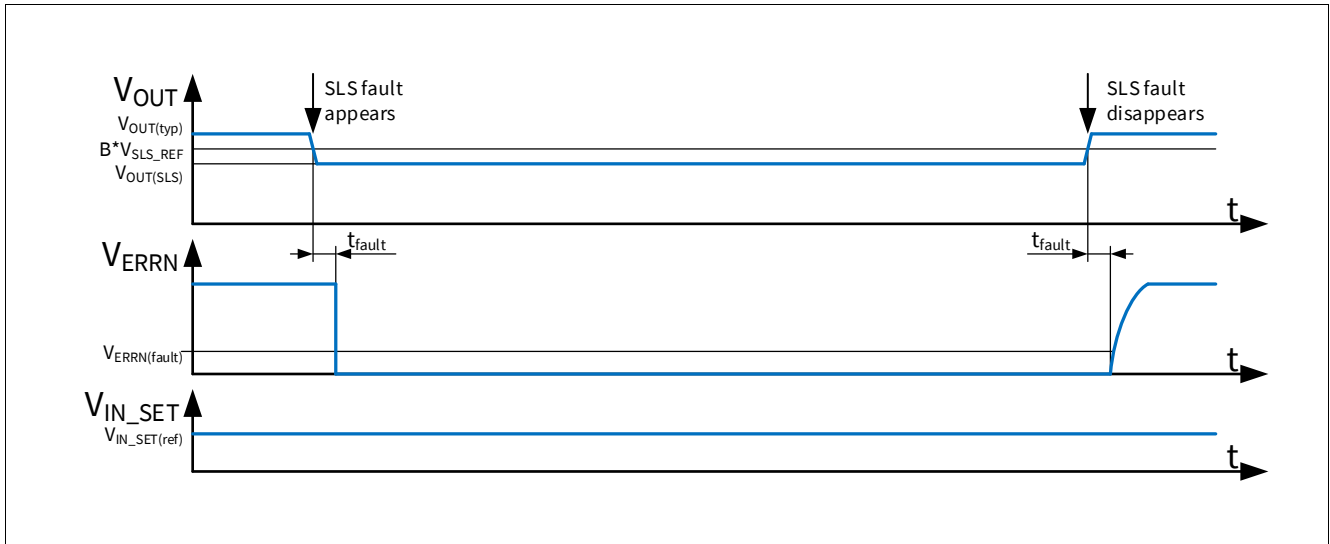 VOUT
VOUT(typ)
B*VSLS_REF
VOUT(SLS)
SLS fault
appears
SLS fault
disappears
t
VERRN
tfault
tfault
VERRN(fault)
t
VIN_SET
VIN_SET(ref)
t